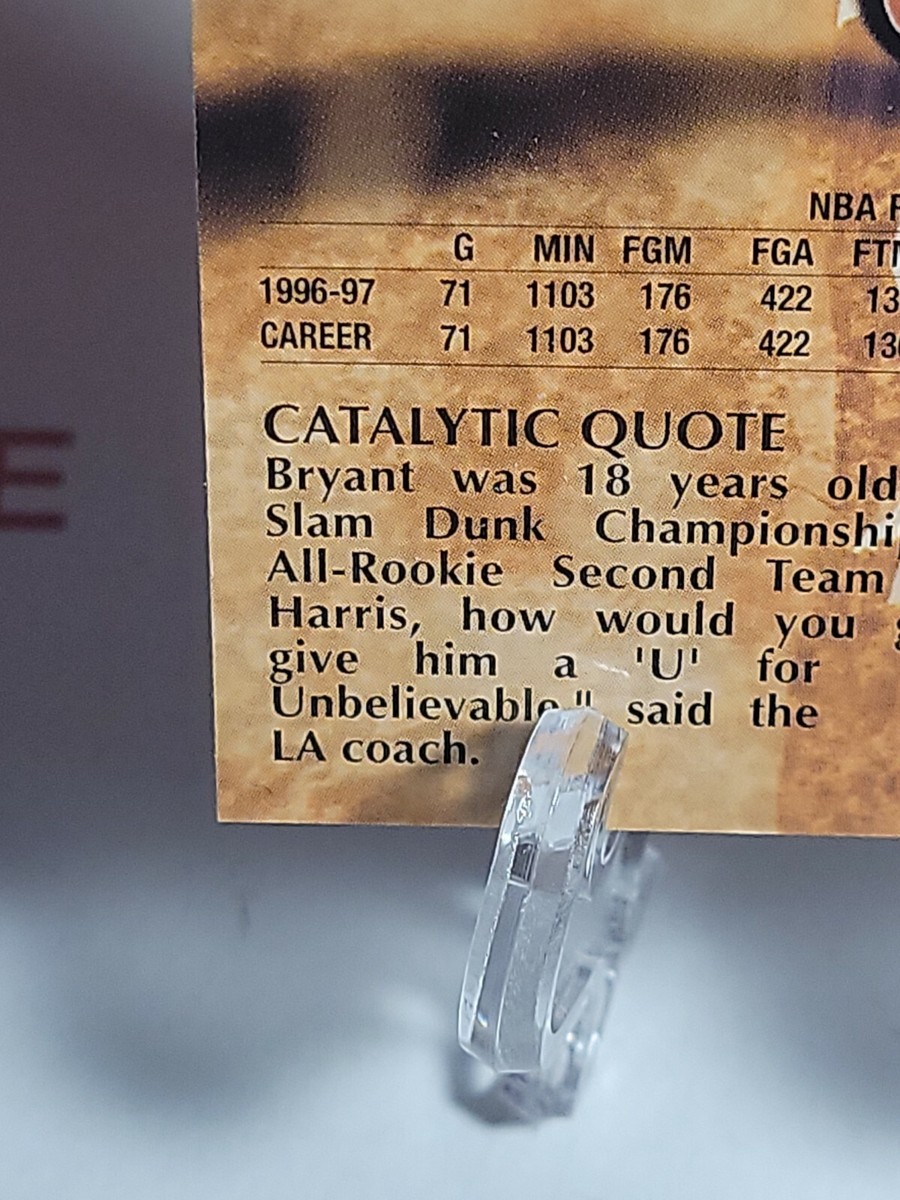 E
NBA
G MIN FGM FGA
1996-97 71 1103 176 422 13
CAREER 71 1103 176 422 13
CATALYTIC QUOTE
Bryant was 18 years old
Slam Dunk
All-Rookie Second Team
Harris, how would you
give him a 'U' for
Unbelievable," said the
LA coach.